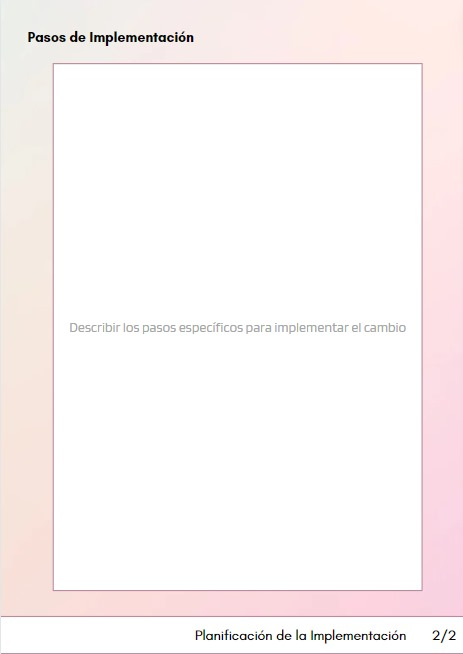 Pasos de Implementación
Describir los pasos específicos para implementar el cambio
Planificación de la Implementación 2/2